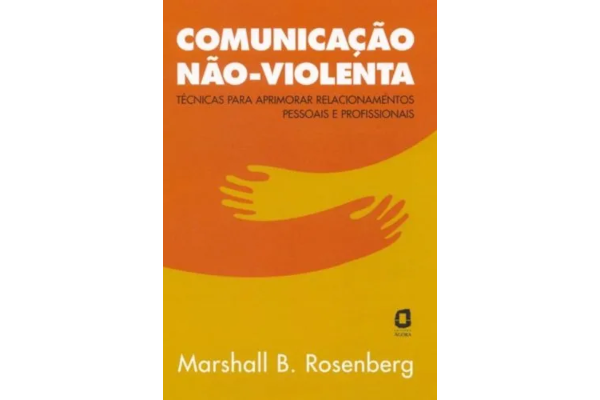 COMUNICAÇÃO
NÃO-VIOLENTA
TÉCNICAS PARA APRIMORAR RELACIONAMENTOS
PESSOAIS E PROFISSIONAIS
Marshall B. Rosenberg